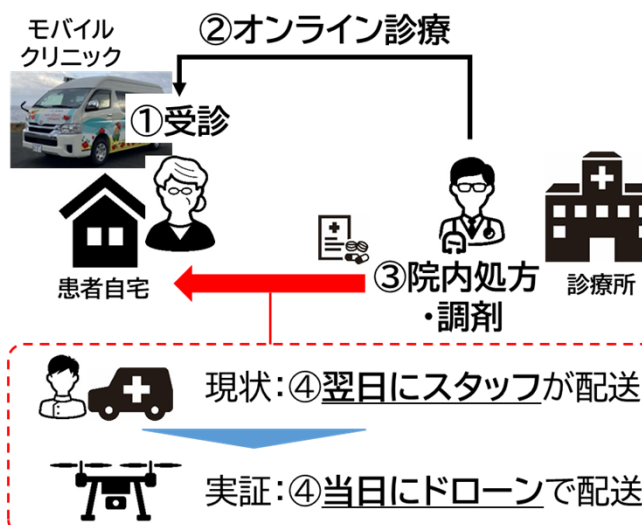 モバイル
クリニック
②オンライン診療
①受診
患者自宅
③院内処方
・調剤
診療所
現状：④翌日にスタッフが配送
実証：④当日にドローンで配送